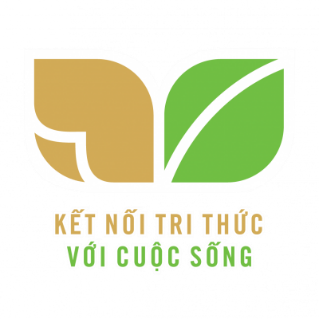 KẾT NỐI TRI THỨC
VỚI CUỘC SỐNG